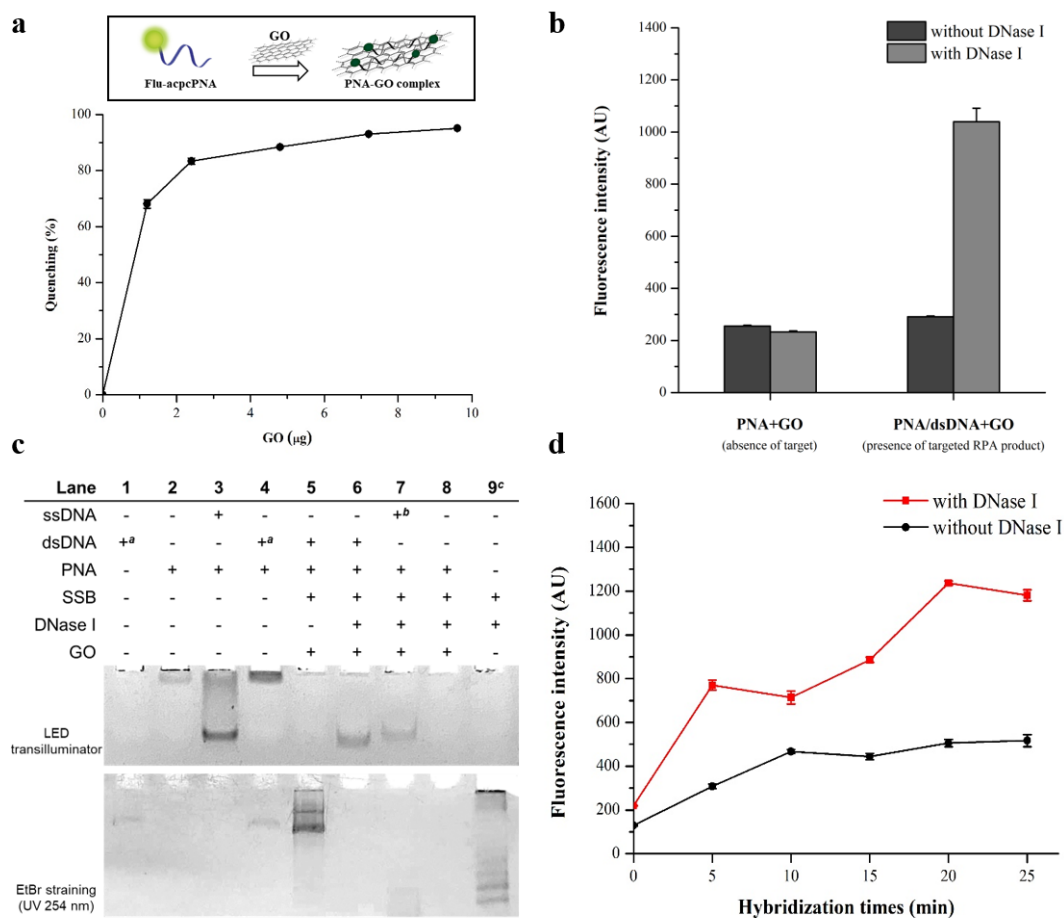 a
GO
Flu-acpcPNA
PNA-GO complex
100
80
60
40
20
0
Quenching (%)
0 2 4 6 8 10
GO (µg)
b
without DNase I
with DNase I
1400
1200
1000
800
600
400
200
0
Fluorescence intensity (AU)
PNA+GO PNA/dsDNA+GO
(absence of target) (presence of targeted RPA product)
c
Lane 1 2 3 4 5 6 7 8 9c
ssDNA - - + - - - +b - -
dsDNA +a - - +a + + - - -
PNA - + + + + + + + -
SSB - - - - + + + + +
DNase I - - - - - + + + +
GO - - - - + + + + -
LED
transilluminator
EtBr straining
(UV 254 nm)
d
with DNase I
without DNase I
1600
1400
1200
1000
800
600
400
200
0
Fluorescence intensity (AU)
0 5 10 15 20 25
Hybridization times (min)